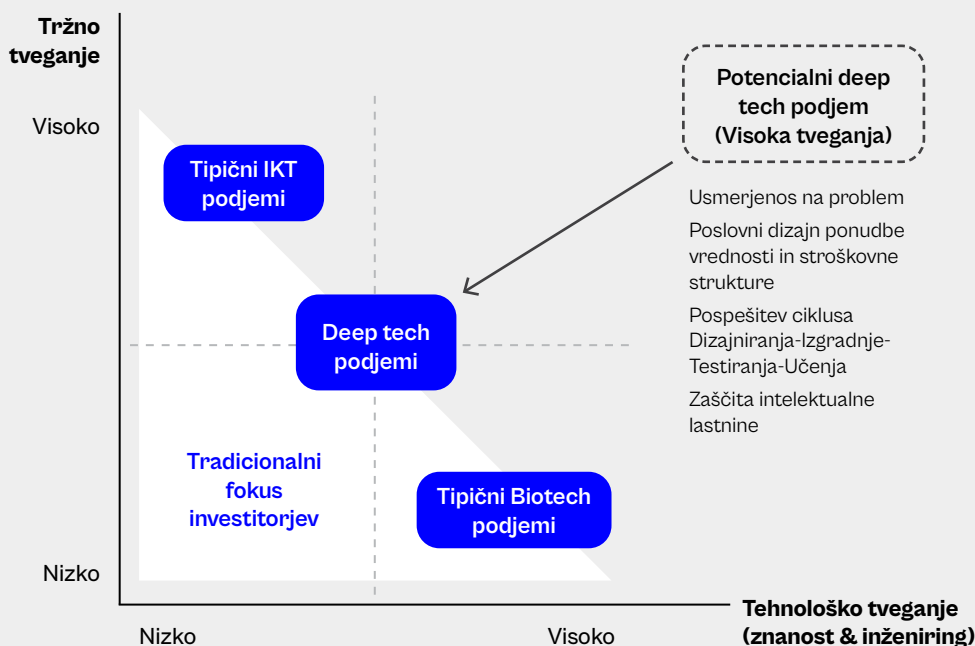 Tržno
tveganje
Visoko
Tipični IKT
podjemi
Potencialni deep
tech podjem
(Visoka tveganja)
Usmerjenos na problem
Poslovni dizajn ponudbe
vrednosti in stroškovne
strukture
Pospešitev ciklusa
Dizajniranja-Izgradnje-
Testiranja-Učenja
Zaščita intelektualne
lastnine
Deep tech
podjemi
Tradicionalni
fokus
investitorjev
Tipični Biotech
podjemi
Nizko
Nizko
Visoko
Tehnološko tveganje
(znanost & inženiring)